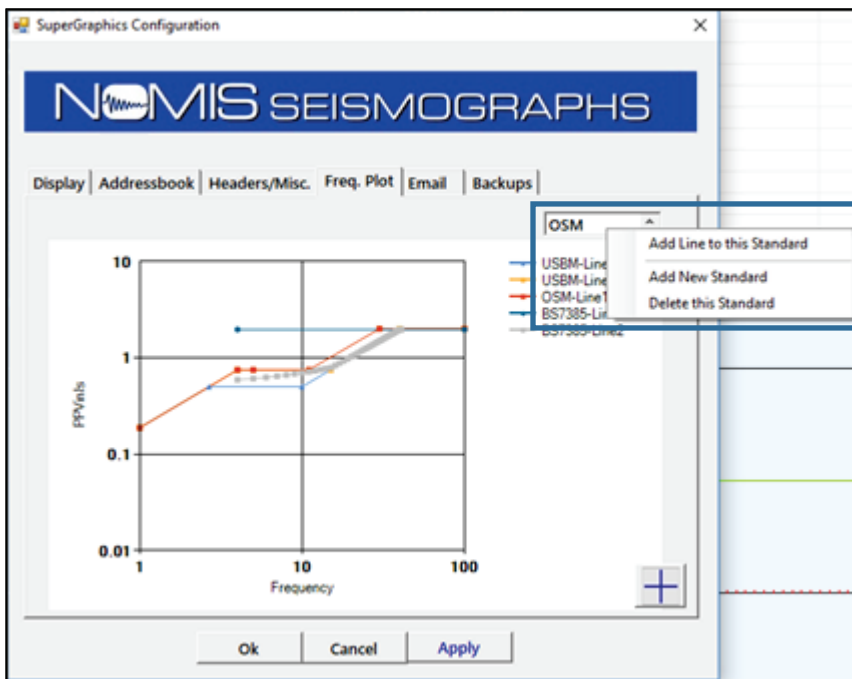 SuperGraphics Configuration
NOMIS SEISMOGRAPHS
Display
Addressbook
Headers/Misc.
Freq. Plot
Email
Backups
OSM
Add Line to this Standard
Add New Standard
Delete this Standard
USBM-Line
USBM-Line
OSM-Line1
BS7385-Li
BS7385-Line2
10
1
0.1
0.01
PPVin/s
1
10
100
Frequency
Ok
Cancel
Apply